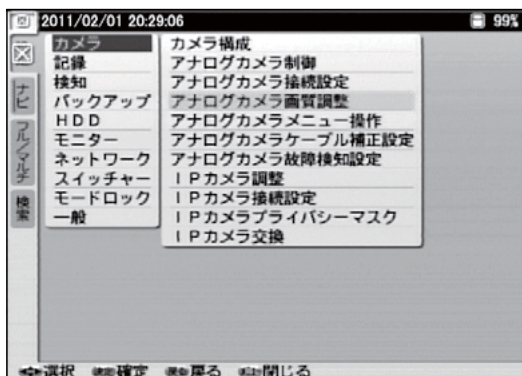 2011/02/01 20:29:06
99%
カメラ
記録
検知
バックアップ
HDD
モニター
ネットワーク
スイッチャー
モードロック
一般
カメラ構成
アナログカメラ制御
アナログカメラ接続設定
アナログカメラ画質調整
アナログカメラメニュー操作
アナログカメラケーブル補正設定
アナログカメラ故障検知設定
IPカメラ調整
IPカメラ接続設定
IPカメラプライバシーマスク
IPカメラ交換
ナビ
フル/マルチ
検索
選択 確定 戻る 閉じる